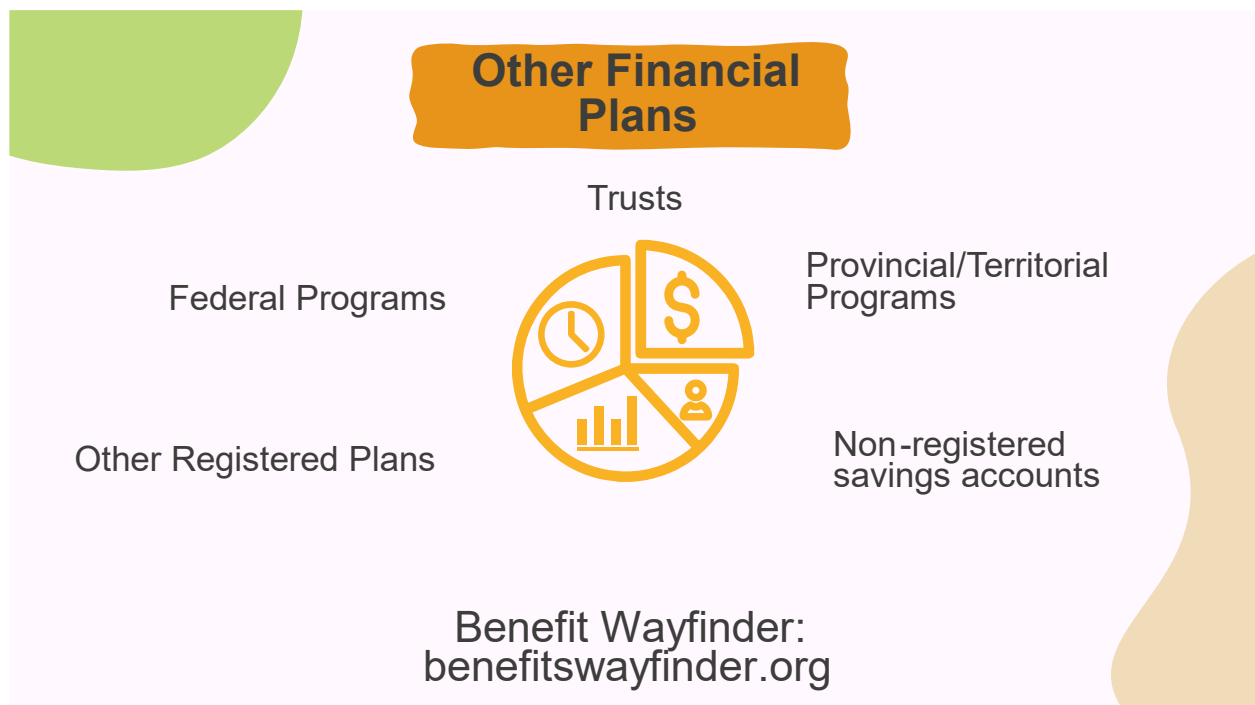 Other Financial
Plans
Trusts
Federal Programs
Provincial/Territorial
Programs
Other Registered Plans
Non-registered
savings accounts
Benefit Wayfinder:
benefitswayfinder.org